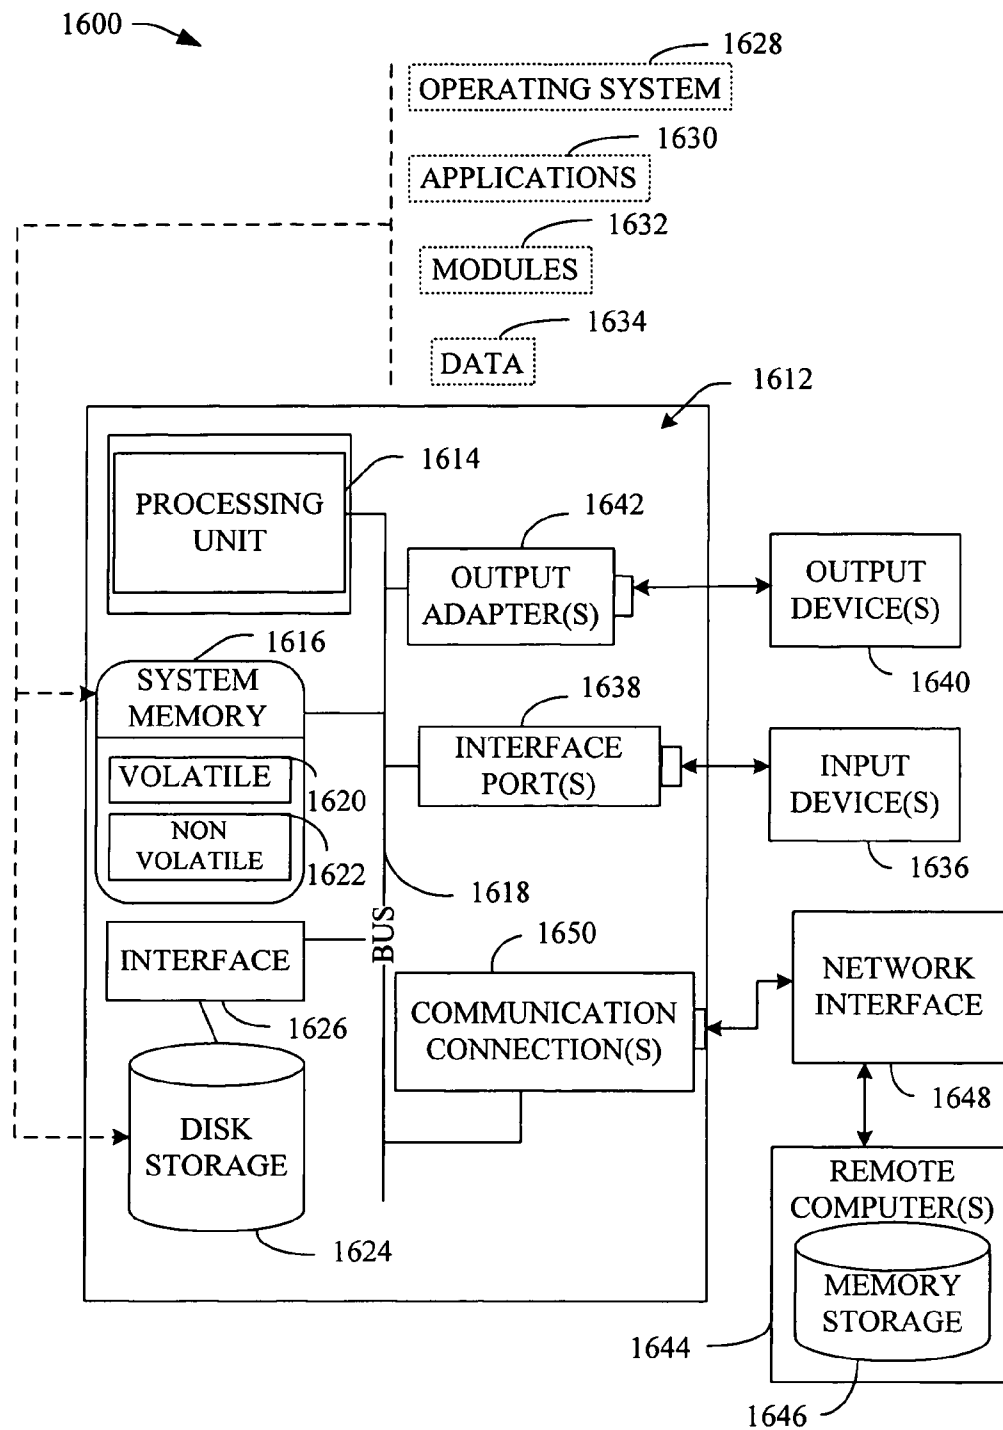 1600
1628
OPERATING SYSTEM
1630
APPLICATIONS
1632
MODULES
1634
DATA
1612
1614
PROCESSING
UNIT
1642
OUTPUT
ADAPTER(S)
OUTPUT
DEVICE(S)
1640
1616
SYSTEM
MEMORY
VOLATILE
1620
NON
VOLATILE
1622
1638
INTERFACE
PORT(S)
INPUT
DEVICE(S)
1636
1618
BUS
INTERFACE
1626
1650
COMMUNICATION
CONNECTION(S)
NETWORK
INTERFACE
1648
DISK
STORAGE
1624
REMOTE
COMPUTER(S)
MEMORY
STORAGE
1644
1646